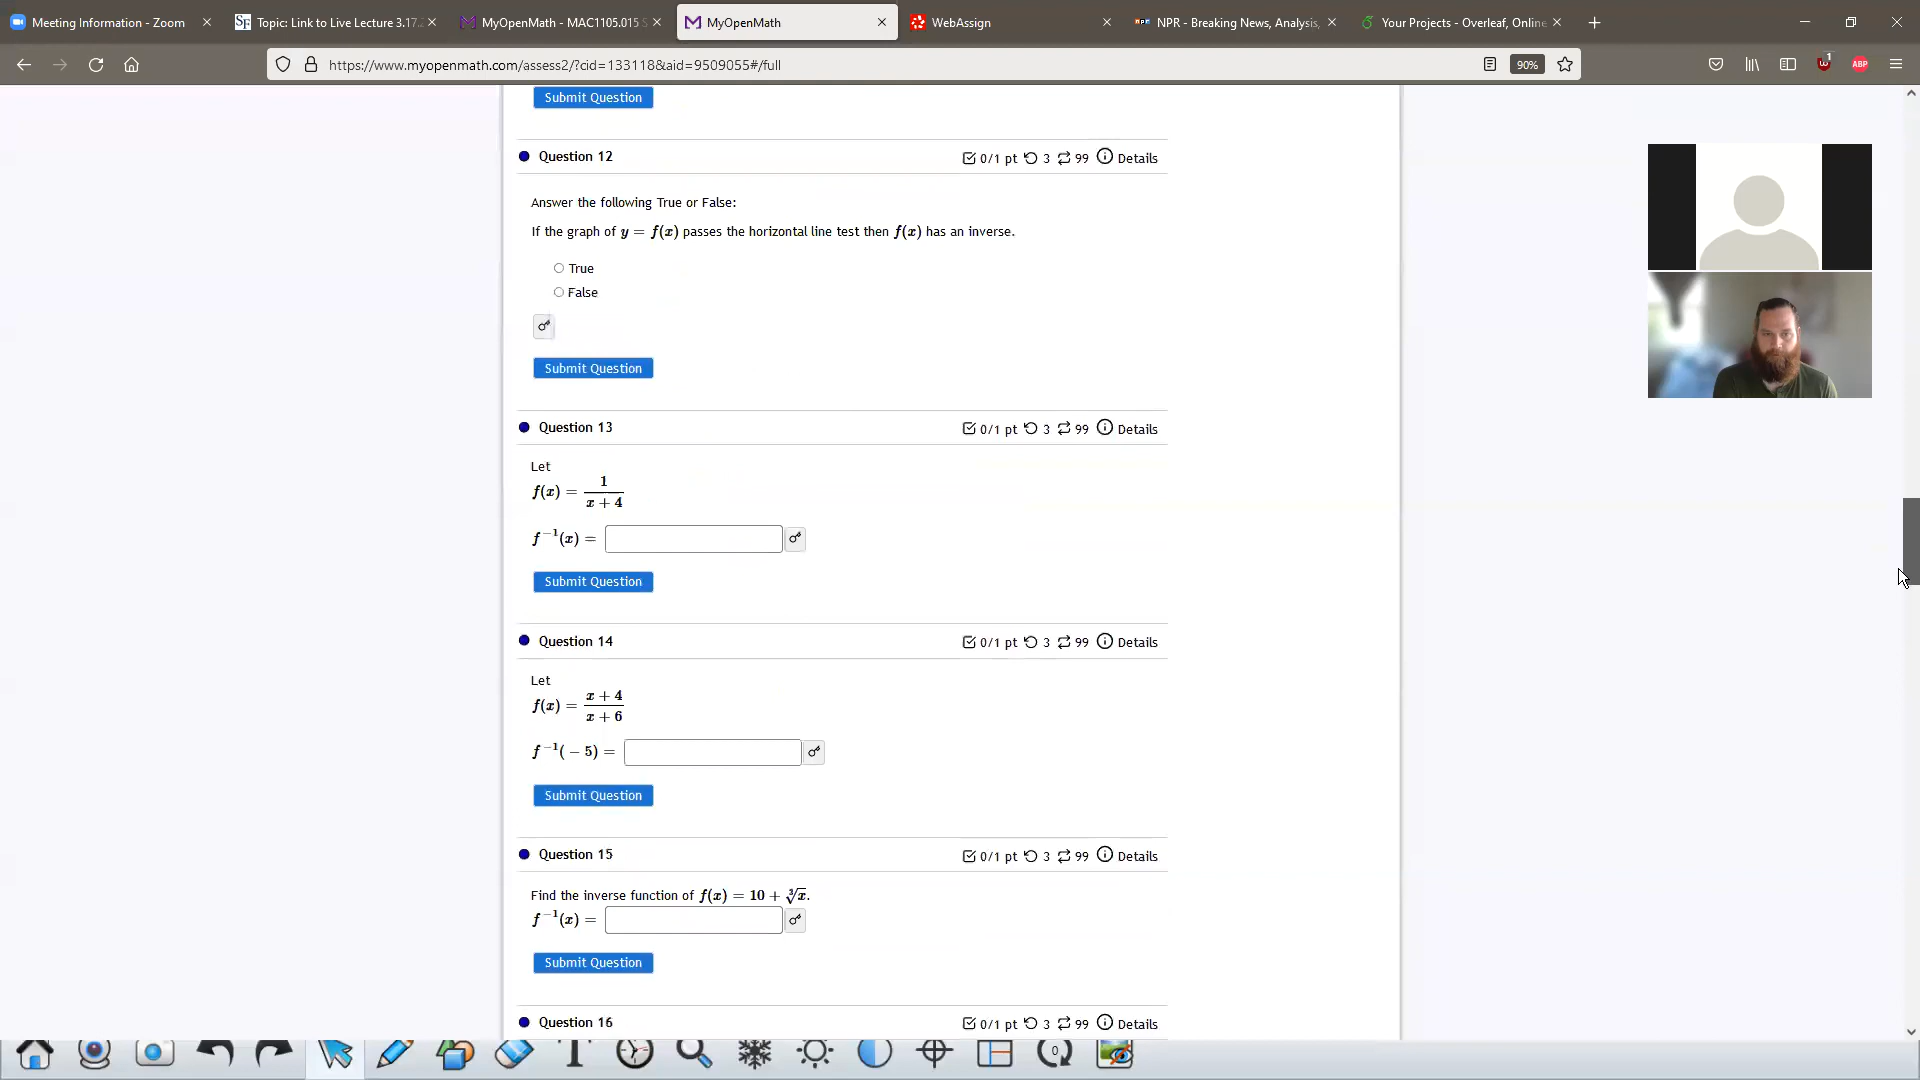 Meeting Information - Zoom
Topic: Link to Live Lecture 3.17.2
MyOpenMath - MAC1105.015 S
MyOpenMath
WebAssign
NPR - Breaking News, Analysis,
Your Projects - Overleaf, Online
https://www.myopenmath.com/assess2/?cid=133118&aid=9509055#/full
90%
1
ABP
Submit Question
Question 12
0/1 pt 3 99 Details
Answer the following True or False:
If the graph of y = f(x) passes the horizontal line test then f(x) has an inverse.
True
False
Submit Question
Question 13
0/1 pt 3 99 Details
Let
f(x) = 1/(x + 4)
f⁻¹(x) =
Submit Question
Question 14
0/1 pt 3 99 Details
Let
f(x) = (x + 4)/(x + 6)
f⁻¹( − 5) =
Submit Question
Question 15
0/1 pt 3 99 Details
Find the inverse function of f(x) = 10 + ∛x.
f⁻¹(x) =
Submit Question
Question 16
0/1 pt 3 99 Details
T
0